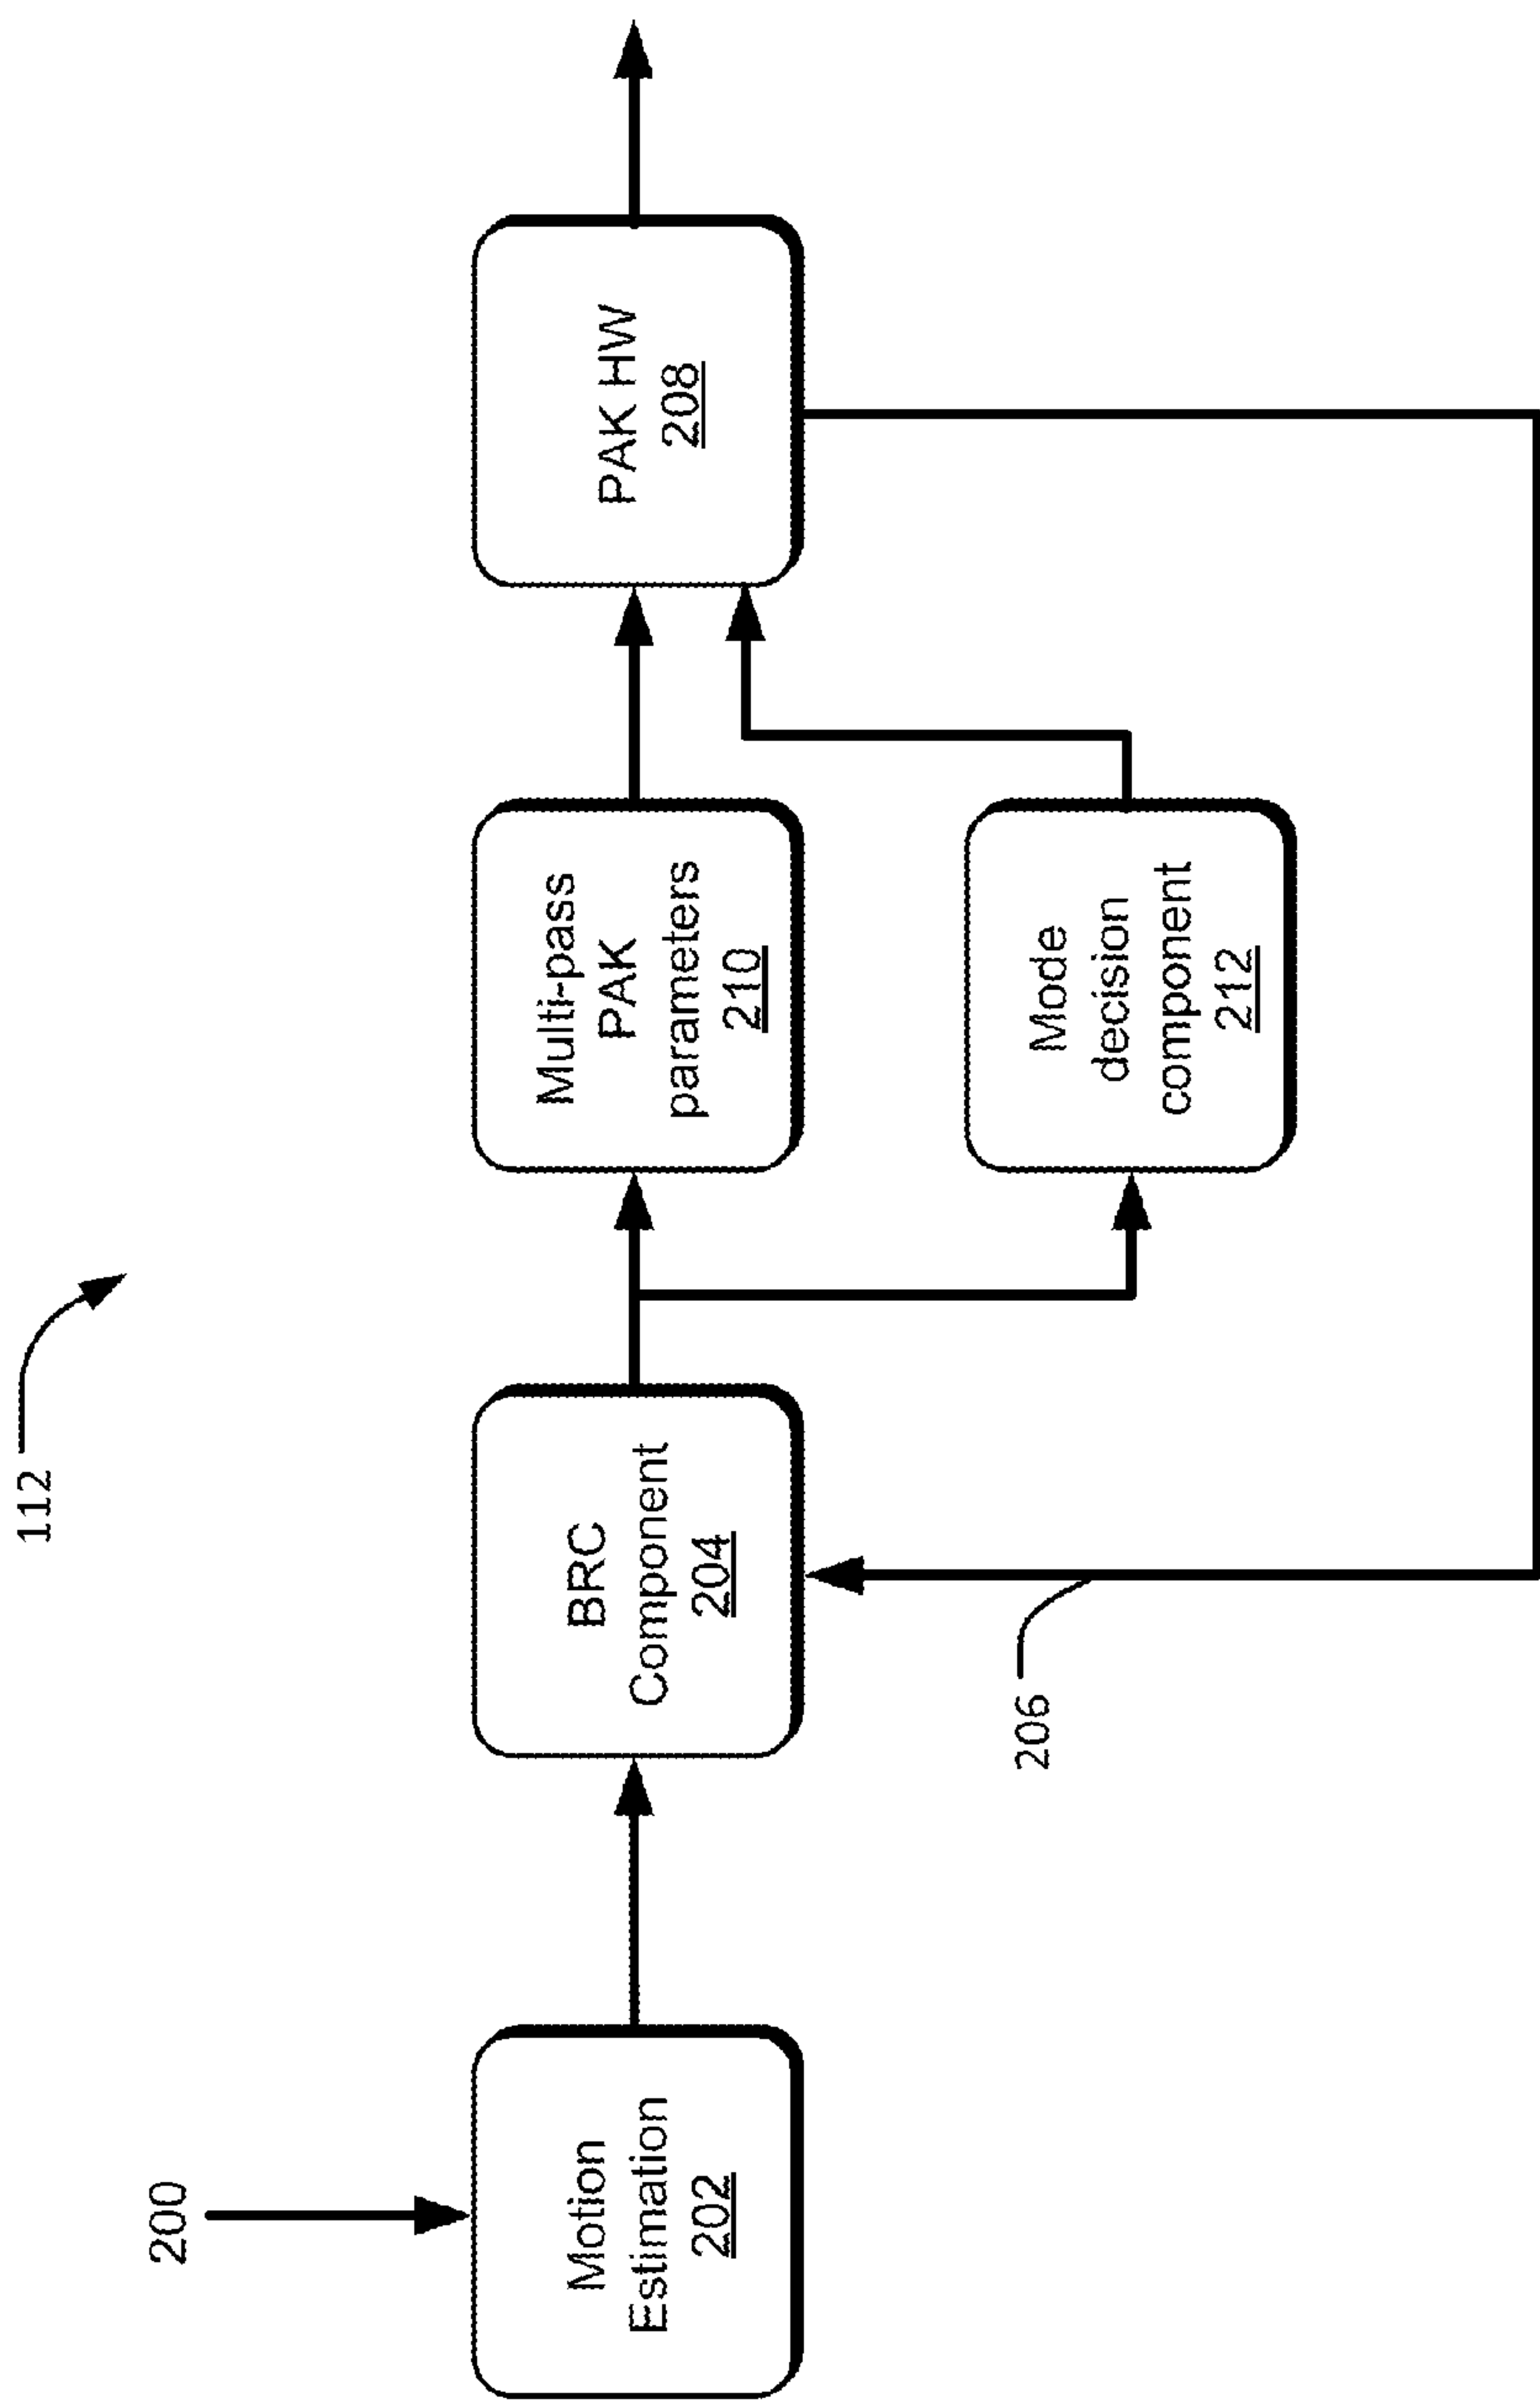 112
200
Motion
Estimation
202
BRC
Component
204
206
Multi-pass
PAK
parameters
210
Mode
decision
component
212
PAK HW
208